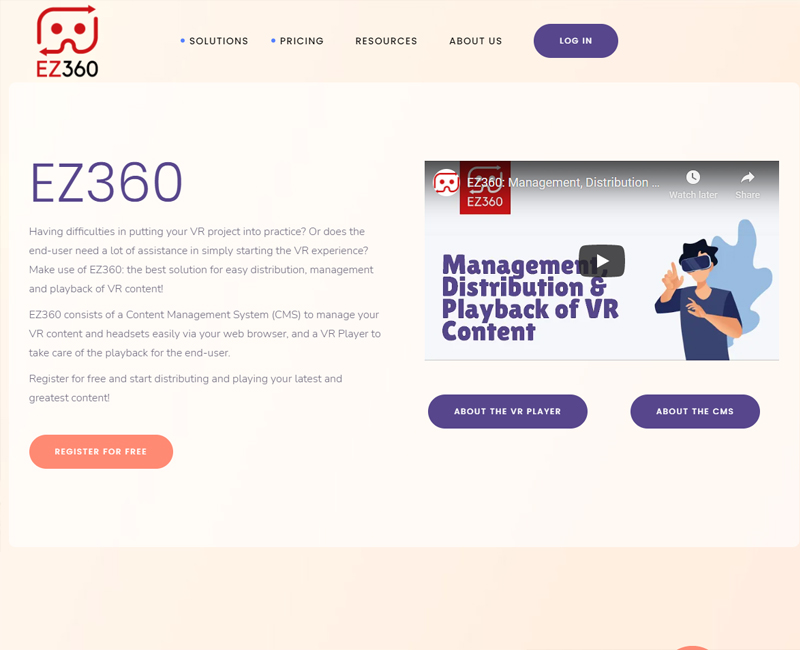 EZ360
SOLUTIONS
PRICING
RESOURCES
ABOUT US
LOG IN
EZ360
Having difficulties in putting your VR project into practice? Or does the
end-user need a lot of assistance in simply starting the VR experience?
Make use of EZ360: the best solution for easy distribution, management
and playback of VR content!
EZ360 consists of a Content Management System (CMS) to manage your
VR content and headsets easily via your web browser, and a VR Player to
take care of the playback for the end-user.
Register for free and start distributing and playing your latest and
greatest content!
REGISTER FOR FREE
EZ360: Management, Distribution ...
Watch later
Share
EZ360
Management,
Distribution &
Playback of VR
Content
ABOUT THE VR PLAYER
ABOUT THE CMS